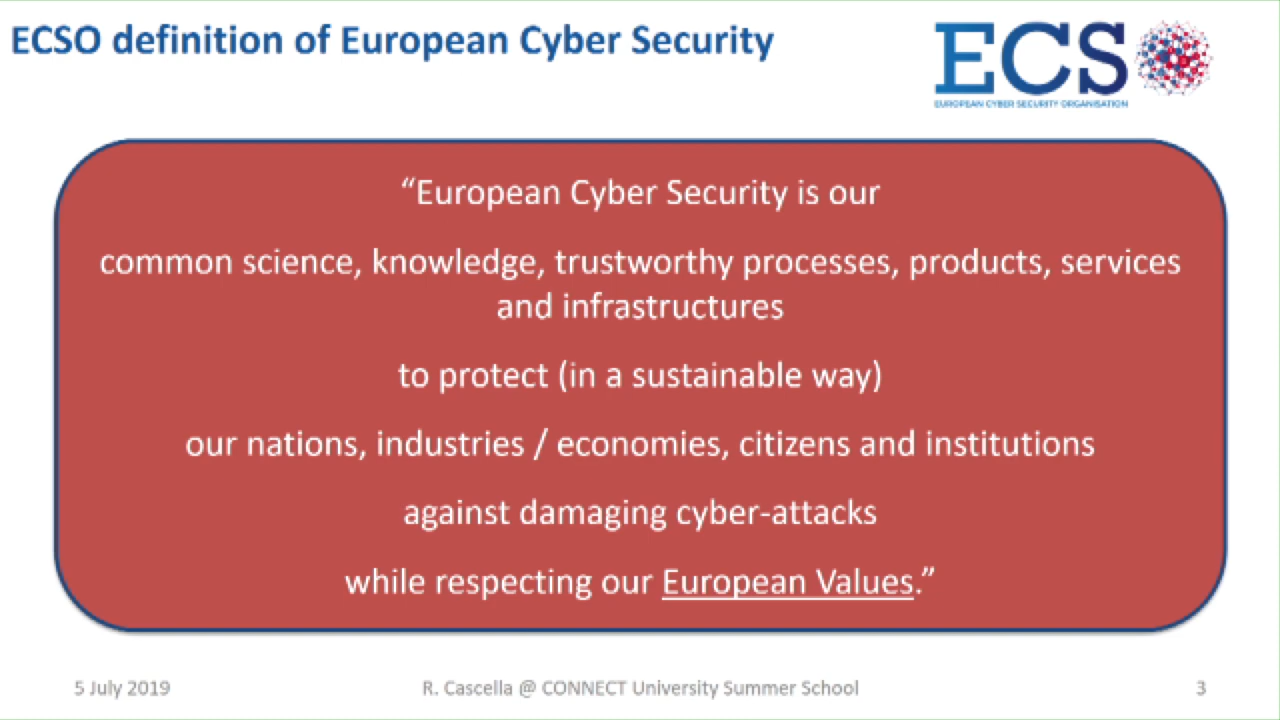 ECSO definition of European Cyber Security
ECS
EUROPEAN CYBER SECURITY ORGANISATION
“European Cyber Security is our
common science, knowledge, trustworthy processes, products, services
and infrastructures
to protect (in a sustainable way)
our nations, industries / economies, citizens and institutions
against damaging cyber-attacks
while respecting our European Values.”
5 July 2019
R. Cascella @ CONNECT University Summer School
3